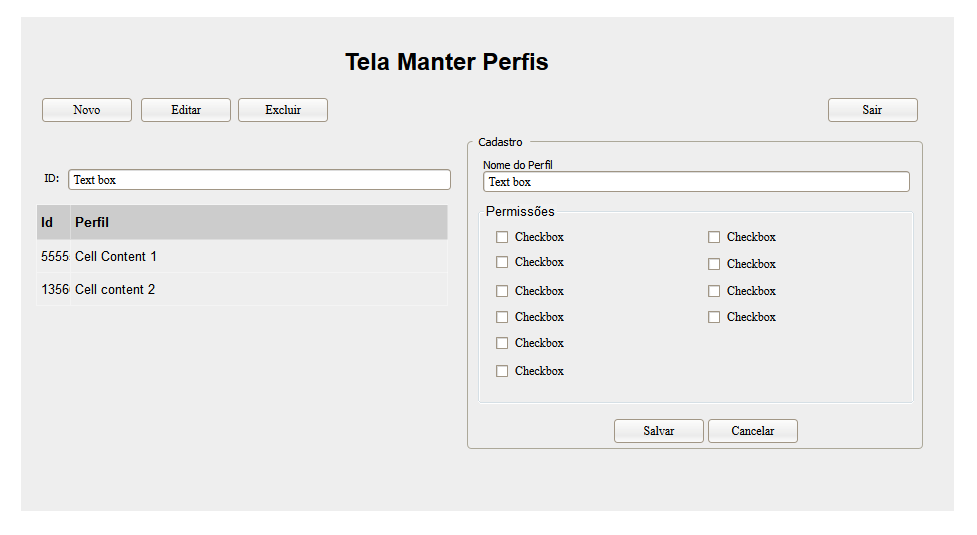 Tela Manter Perfis
Novo Editar Excluir Sair
Cadastro
Nome do Perfil
ID: Text box
Text box
Id Perfil
Permissões
5555 Cell Content 1
1356 Cell content 2
Checkbox Checkbox
Checkbox Checkbox
Checkbox Checkbox
Checkbox Checkbox
Checkbox
Checkbox
Salvar Cancelar